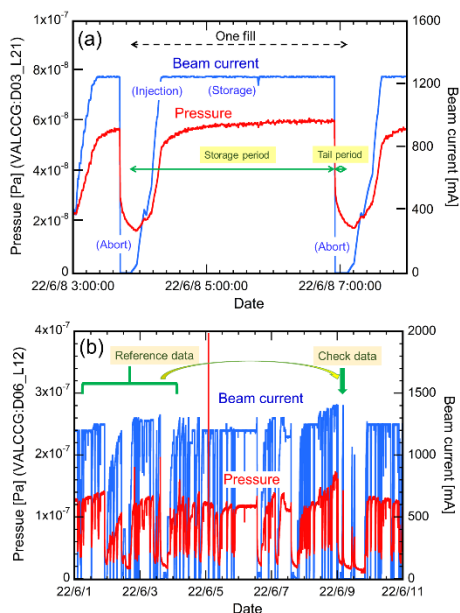 (a)
One fill
Beam current
(Injection)
(Storage)
Pressure
Storage period
Tail period
(Abort)
(Abort)
1x10-7
8x10-8
6x10-8
4x10-8
2x10-8
0
1600
1200
800
400
0
Pressue [Pa] (VALCCG:D03_L21)
Beam current [mA]
22/6/8 3:00:00
22/6/8 5:00:00
22/6/8 7:00:00
Date
(b)
Reference data
Check data
Beam current
Pressure
4x10-7
3x10-7
2x10-7
1x10-7
0
2000
1500
1000
500
0
Pressue [Pa] (VALCCG:D06_L12)
Beam current [mA]
22/6/1
22/6/3
22/6/5
22/6/7
22/6/9
22/6/11
Date